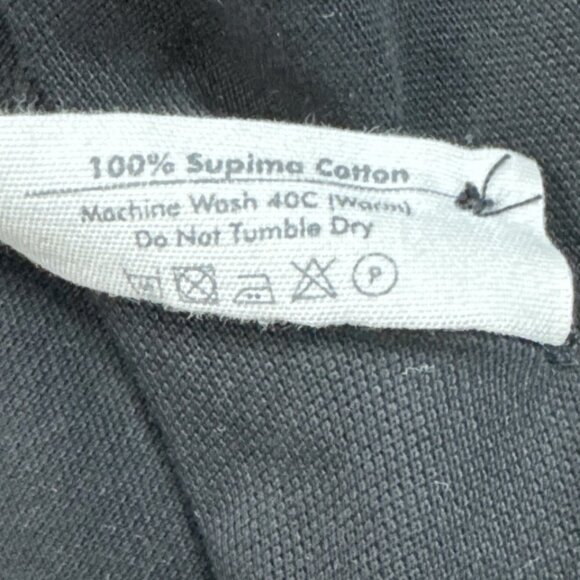 100% Supima Cotton
Machine Wash 40C (Warm)
Do Not Tumble Dry
P